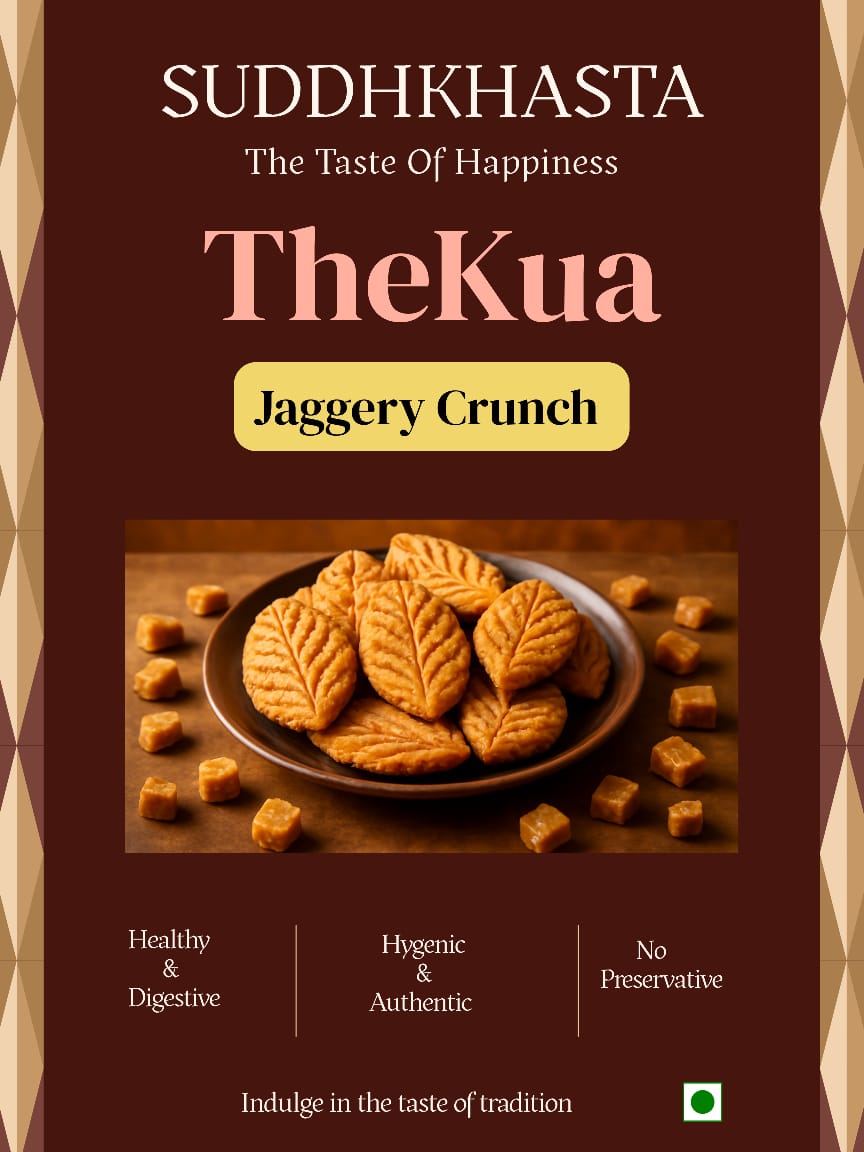 SUDDHKHASTA
The Taste Of Happiness
TheKua
Jaggery Crunch
Healthy
&
Digestive
Hygenic
&
Authentic
No
Preservative
Indulge in the taste of tradition